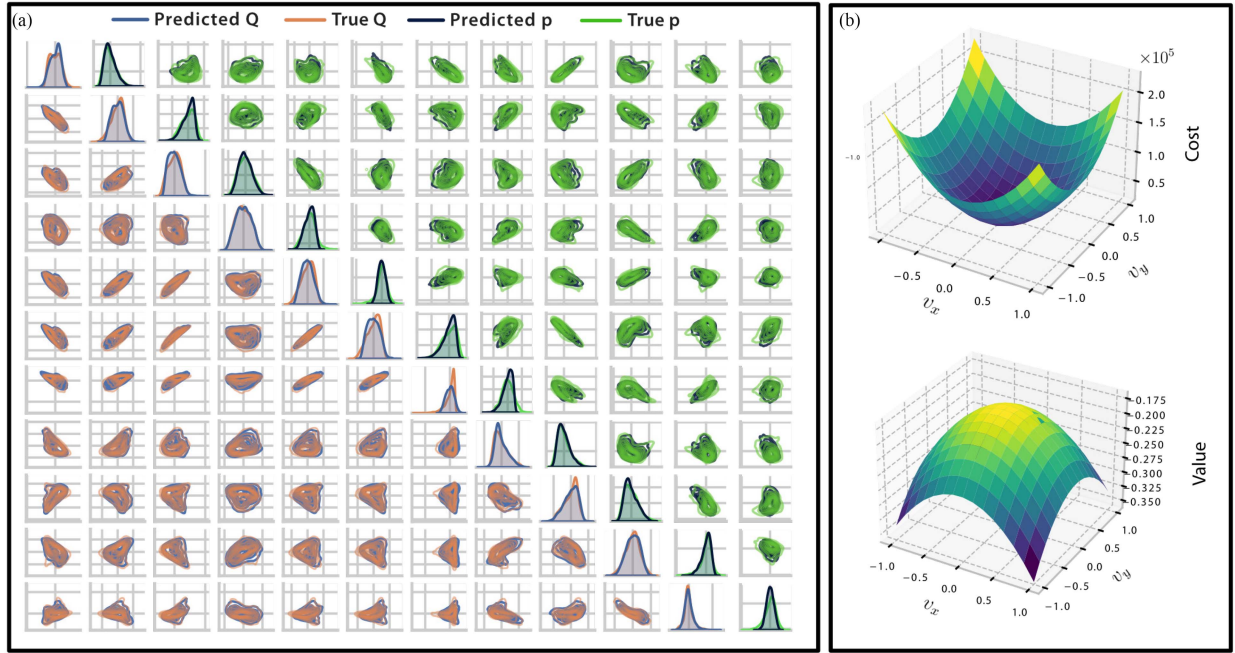 (a)
Predicted Q
True Q
Predicted p
True p
(b)
×10⁵
2.0
1.5
1.0
0.5
Cost
-1.0
−0.5
0.0
0.5
1.0
v_x
−1.0
−0.5
0.0
0.5
1.0
v_y
-0.175
-0.200
-0.225
-0.250
-0.275
-0.300
-0.325
-0.350
Value
−1.0
−0.5
0.0
0.5
1.0
v_x
−1.0
−0.5
0.0
0.5
1.0
v_y